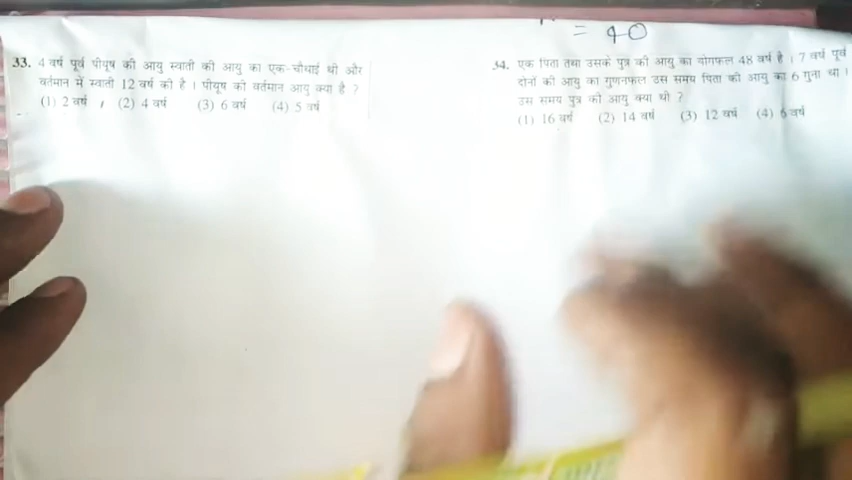 = 40
33. 4 वर्ष पूर्व पीयूष की आयु स्वाती की आयु का एक-चौथाई थी और
वर्तमान में स्वाती 12 वर्ष की है । पीयूष की वर्तमान आयु क्या है ?
(1) 2 वर्ष (2) 4 वर्ष (3) 6 वर्ष (4) 5 वर्ष
34. एक पिता तथा उसके पुत्र की आयु का योगफल 48 वर्ष है । 7 वर्ष पूर्व
दोनों की आयु का गुणनफल उस समय पिता की आयु का 6 गुना था ।
उस समय पुत्र की आयु क्या थी ?
(1) 16 वर्ष (2) 14 वर्ष (3) 12 वर्ष (4) 6 वर्ष